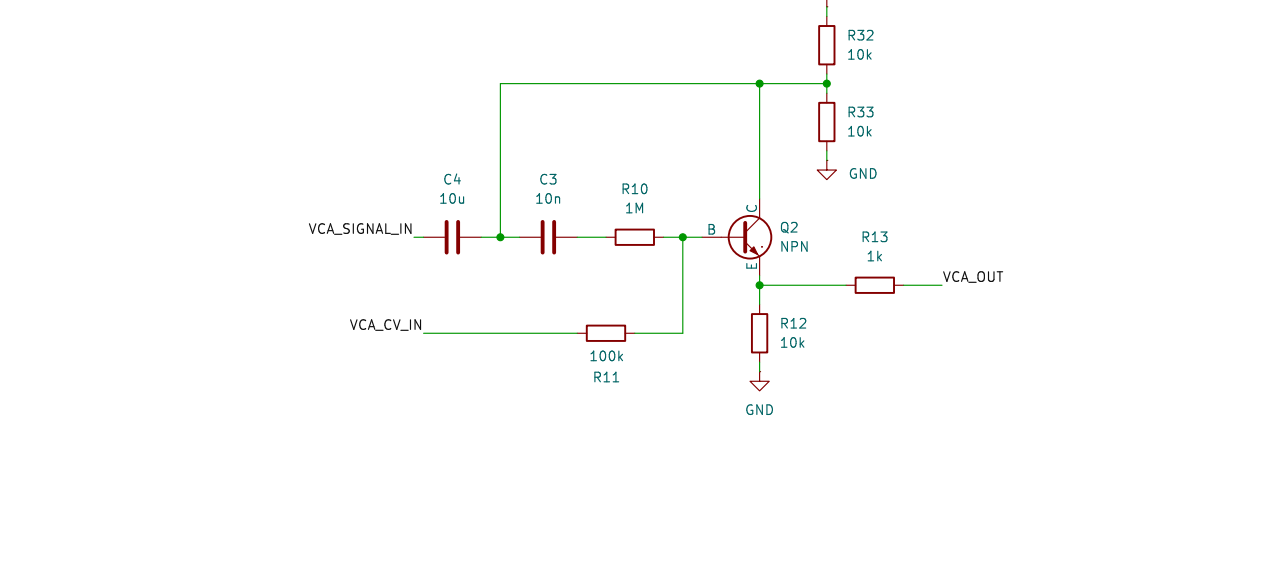 R32
10k
R33
10k
GND
C4
10u
C3
10n
R10
1M
VCA_SIGNAL_IN
C
B
E
Q2
NPN
R13
1k
VCA_OUT
VCA_CV_IN
100k
R11
R12
10k
GND